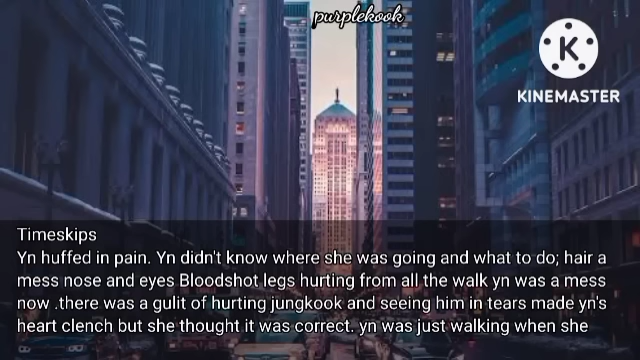 purplekook
KINEMASTER
Timeskips
Yn huffed in pain. Yn didn't know where she was going and what to do; hair a
mess nose and eyes Bloodshot legs hurting from all the walk yn was a mess
now .there was a gulit of hurting jungkook and seeing him in tears made yn's
heart clench but she thought it was correct. yn was just walking when she